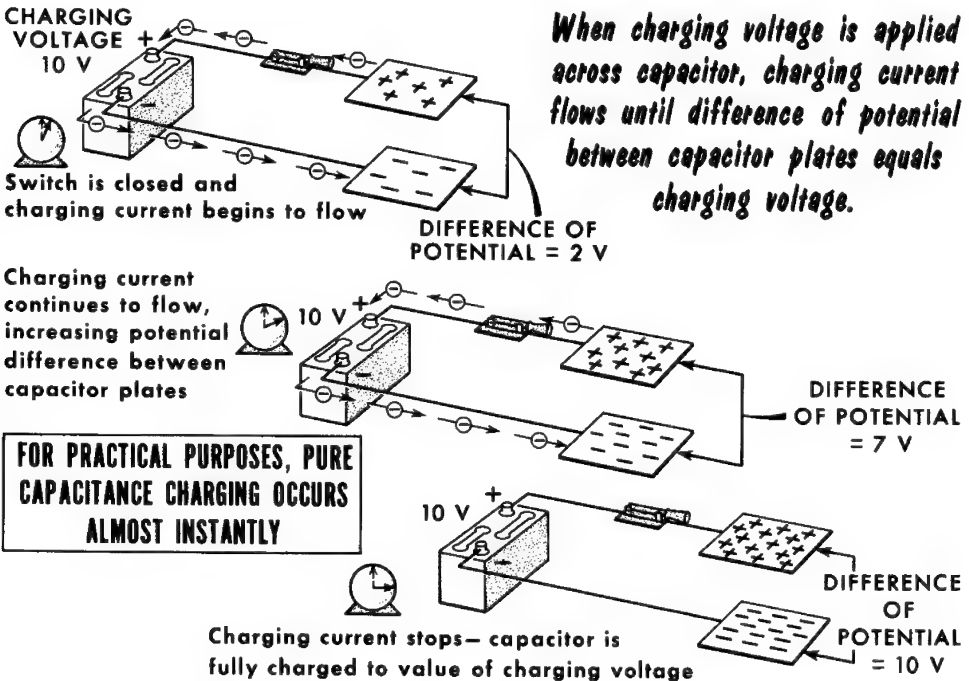 CHARGING
VOLTAGE
10 V
+
When charging voltage is applied
across capacitor, charging current
flows until difference of potential
between capacitor plates equals
charging voltage.
Switch is closed and
charging current begins to flow
DIFFERENCE OF
POTENTIAL = 2 V
Charging current
continues to flow,
increasing potential
difference between
capacitor plates
10 V
+
DIFFERENCE
OF POTENTIAL
= 7 V
FOR PRACTICAL PURPOSES, PURE
CAPACITANCE CHARGING OCCURS
ALMOST INSTANTLY
10 V
+
DIFFERENCE
OF
POTENTIAL
= 10 V
Charging current stops— capacitor is
fully charged to value of charging voltage